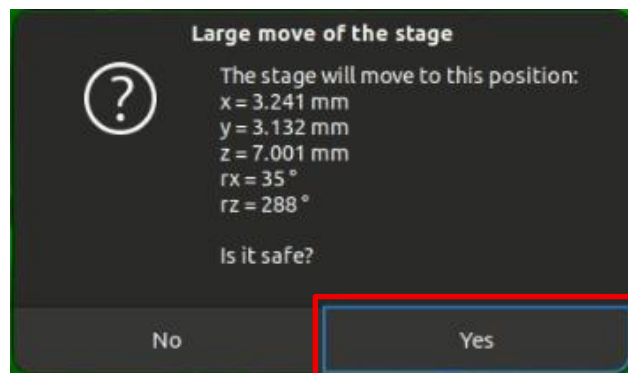 Large move of the stage
The stage will move to this position:
x = 3.241 mm
y = 3.132 mm
z = 7.001 mm
rx = 35 °
rz = 288 °
Is it safe?
No
Yes